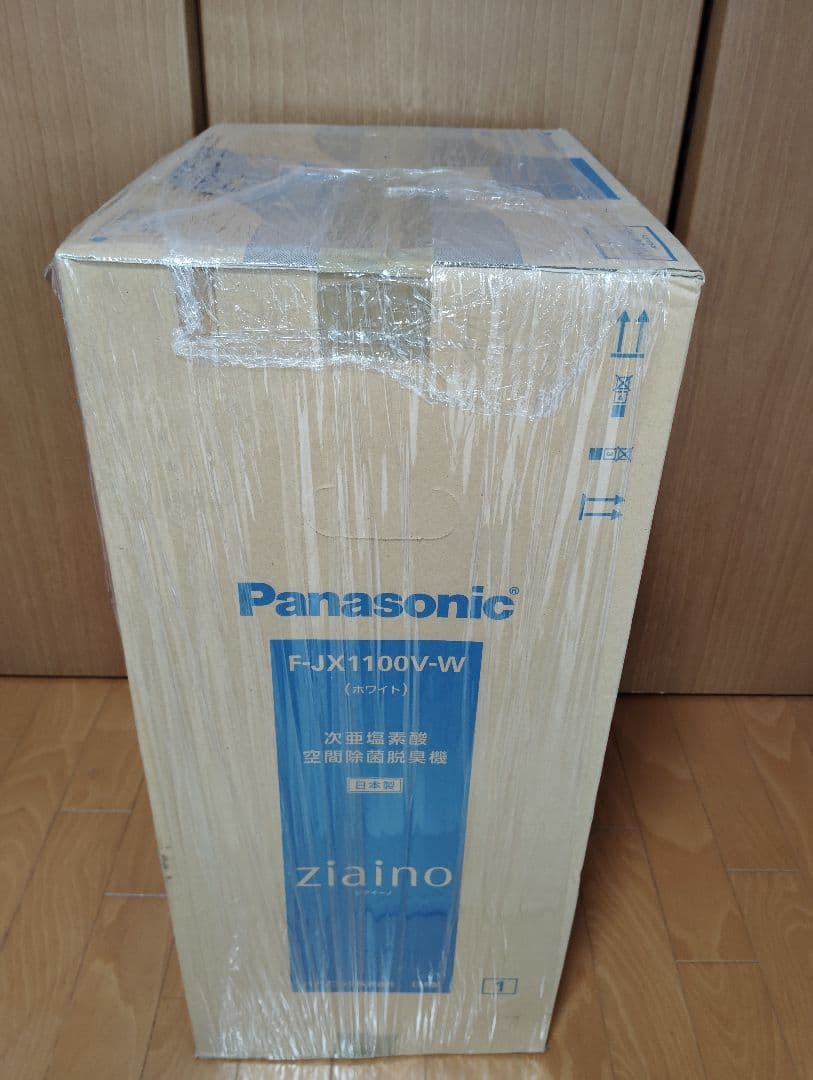 Panasonic®
F-JX1100V-W
(ホワイト)
次亜塩素酸
空間除菌脱臭機
日本製
ziaino
ジアイーノ
1